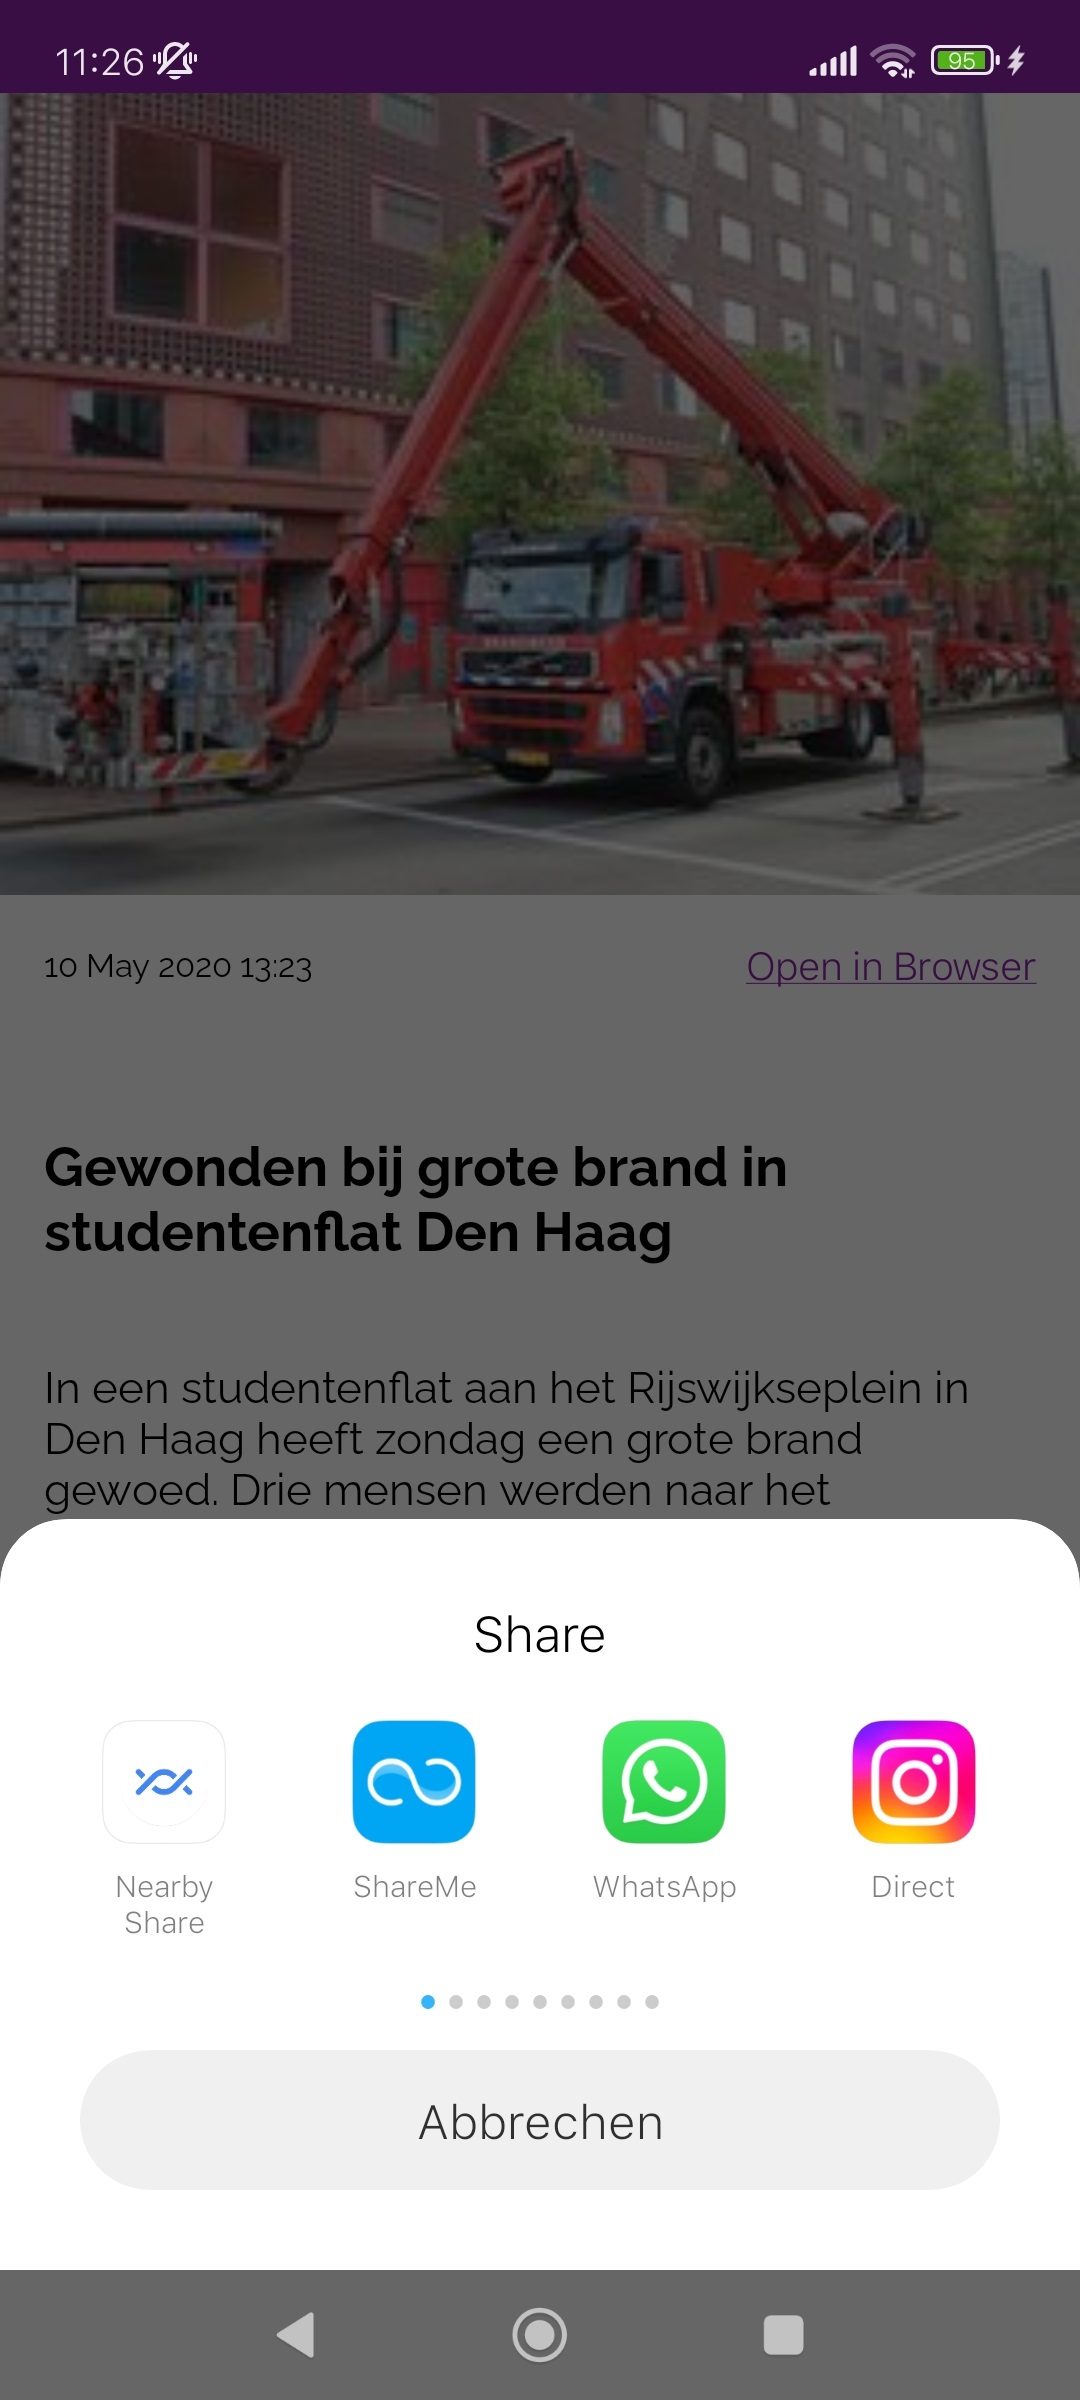 11:26
95
10 May 2020 13:23
Open in Browser
Gewonden bij grote brand in
studentenflat Den Haag
In een studentenflat aan het Rijswijkseplein in
Den Haag heeft zondag een grote brand
gewoed. Drie mensen werden naar het
Share
Nearby
Share
ShareMe
WhatsApp
Direct
Abbrechen